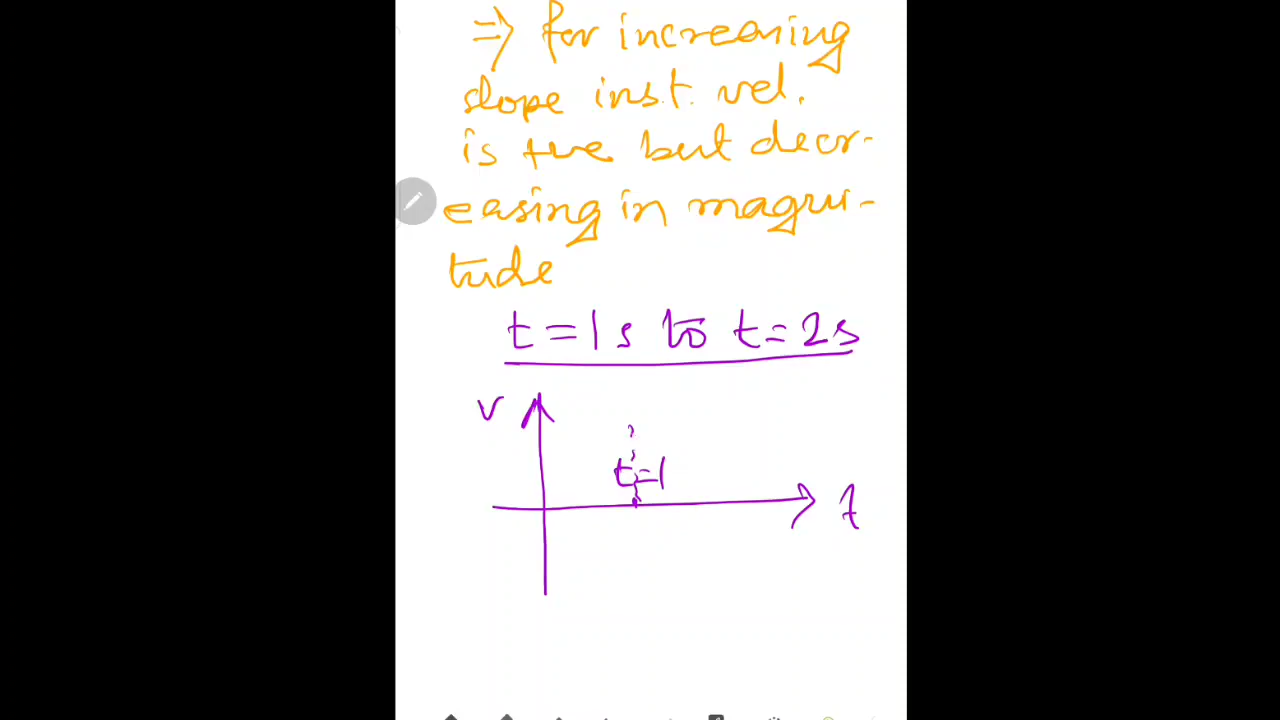 => for increasing
slope inst. vel.
is +ve but decr-
easing in magni-
tude
t=1s to t=2s
v
t=1
t